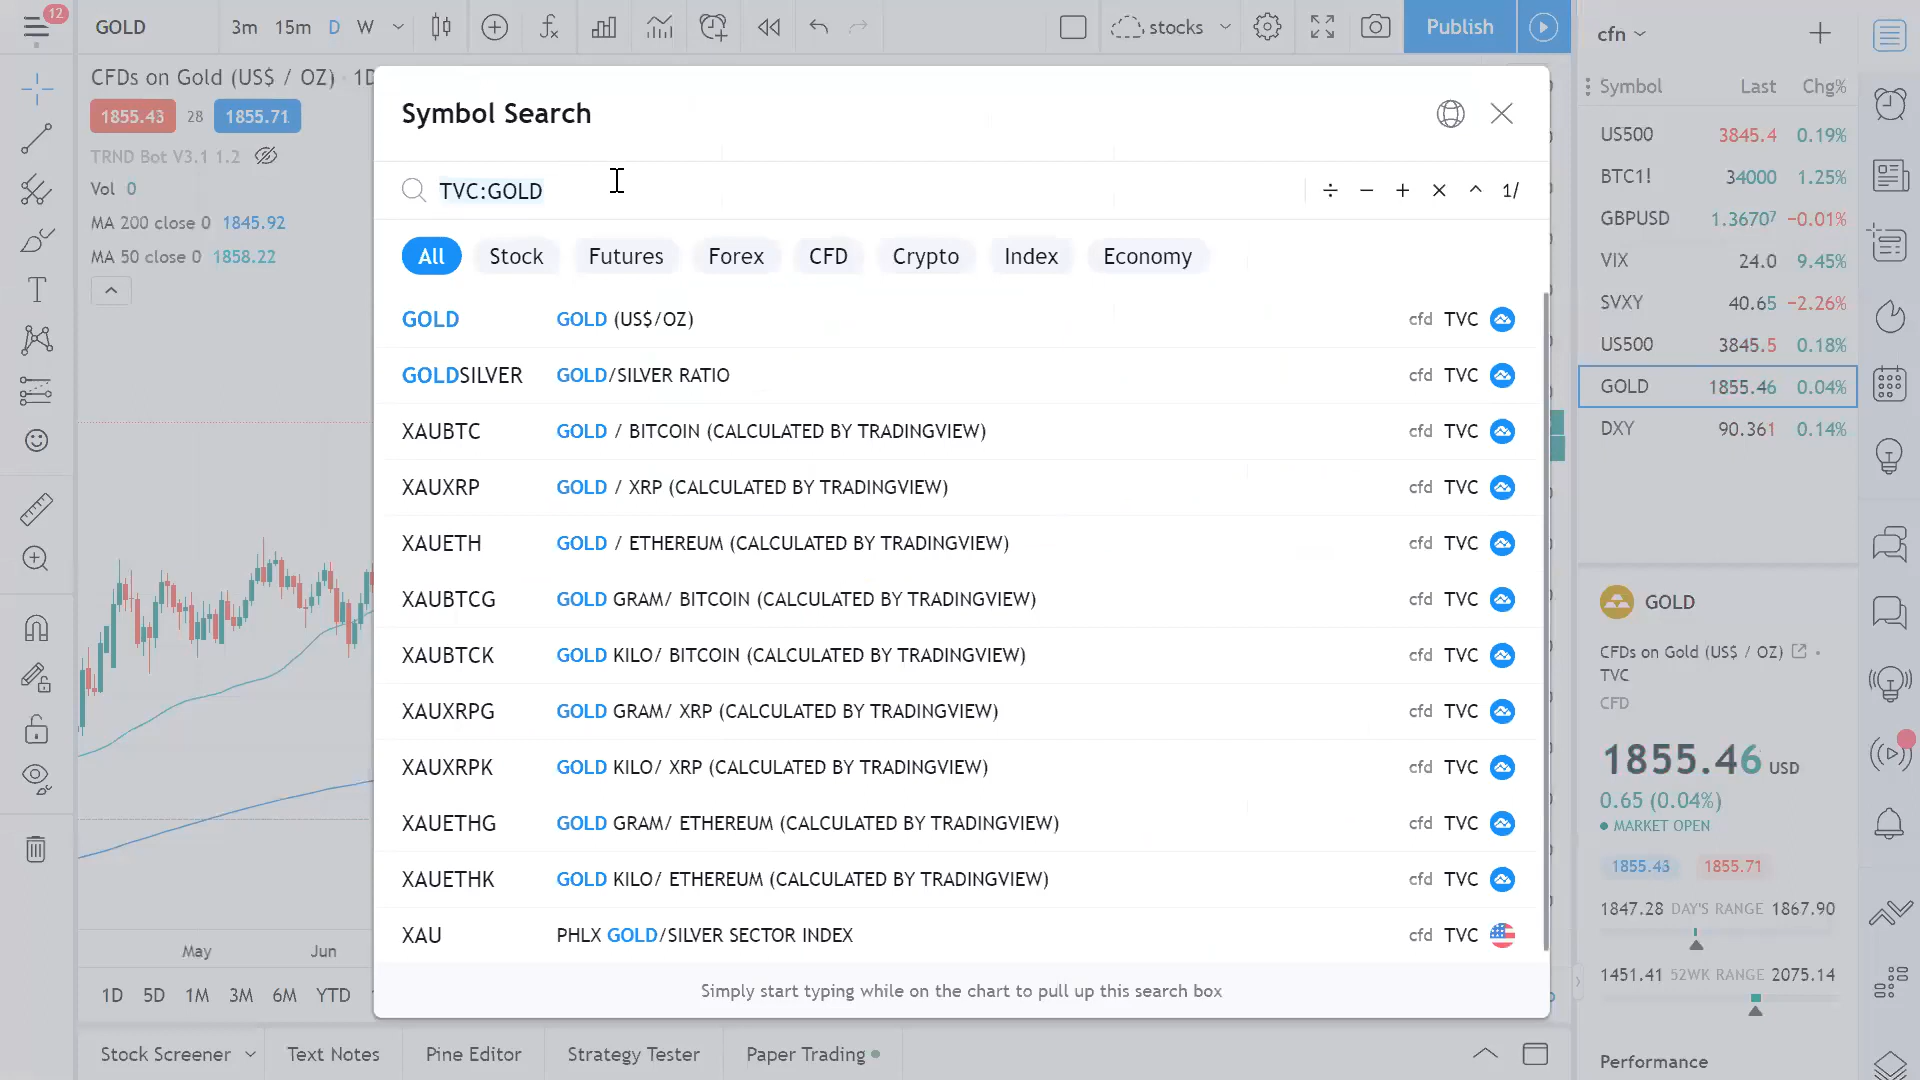 12
GOLD
3m 15m D W
stocks
Publish
cfn
CFDs on Gold (US$ / OZ) · 1D
1855.43 28 1855.71
TRND Bot V3.1 1.2
Vol 0
MA 200 close 0 1845.92
MA 50 close 0 1858.22
Symbol Search
TVC:GOLD
÷ − + × ^ 1/
All Stock Futures Forex CFD Crypto Index Economy
GOLD GOLD (US$/OZ) cfd TVC
GOLDSILVER GOLD/SILVER RATIO cfd TVC
XAUBTC GOLD / BITCOIN (CALCULATED BY TRADINGVIEW) cfd TVC
XAUXRP GOLD / XRP (CALCULATED BY TRADINGVIEW) cfd TVC
XAUETH GOLD / ETHEREUM (CALCULATED BY TRADINGVIEW) cfd TVC
XAUBTCG GOLD GRAM/ BITCOIN (CALCULATED BY TRADINGVIEW) cfd TVC
XAUBTCK GOLD KILO/ BITCOIN (CALCULATED BY TRADINGVIEW) cfd TVC
XAUXRPG GOLD GRAM/ XRP (CALCULATED BY TRADINGVIEW) cfd TVC
XAUXRPK GOLD KILO/ XRP (CALCULATED BY TRADINGVIEW) cfd TVC
XAUETHG GOLD GRAM/ ETHEREUM (CALCULATED BY TRADINGVIEW) cfd TVC
XAUETHK GOLD KILO/ ETHEREUM (CALCULATED BY TRADINGVIEW) cfd TVC
XAU PHLX GOLD/SILVER SECTOR INDEX cfd TVC
Simply start typing while on the chart to pull up this search box
Symbol Last Chg%
US500 3845.4 0.19%
BTC1! 34000 1.25%
GBPUSD 1.36707 −0.01%
VIX 24.0 9.45%
SVXY 40.65 −2.26%
US500 3845.5 0.18%
GOLD 1855.46 0.04%
DXY 90.361 0.14%
GOLD
CFDs on Gold (US$ / OZ) •
TVC
CFD
1855.46 USD
0.65 (0.04%)
• MARKET OPEN
1855.43 1855.71
1847.28 DAY'S RANGE 1867.90
1451.41 52WK RANGE 2075.14
Performance
May Jun
1D 5D 1M 3M 6M YTD
Stock Screener Text Notes Pine Editor Strategy Tester Paper Trading